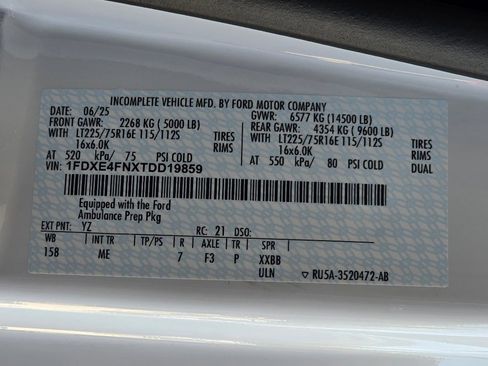 INCOMPLETE VEHICLE MFD. BY FORD MOTOR COMPANY
DATE: 06/25 GVWR: 6577 KG (14500 LB)
FRONT GAWR: 2268 KG ( 5000 LB) REAR GAWR: 4354 KG ( 9600 LB)
WITH LT225/75R16E 115/112S TIRES WITH LT225/75R16E 115/112S TIRES
16x6.0K RIMS 16x6.0K RIMS
AT 520 kPa/ 75 PSI COLD AT 550 kPa/ 80 PSI COLD
VIN: 1FDXE4FNXTDD19859
Equipped with the Ford
Ambulance Prep Pkg
EXT PNT: YZ RC: 21 DSO:
WB INT TR TP/PS R AXLE TR SPR
158 ME 7 F3 P XXBB
ULN RU5A-3520472-AB